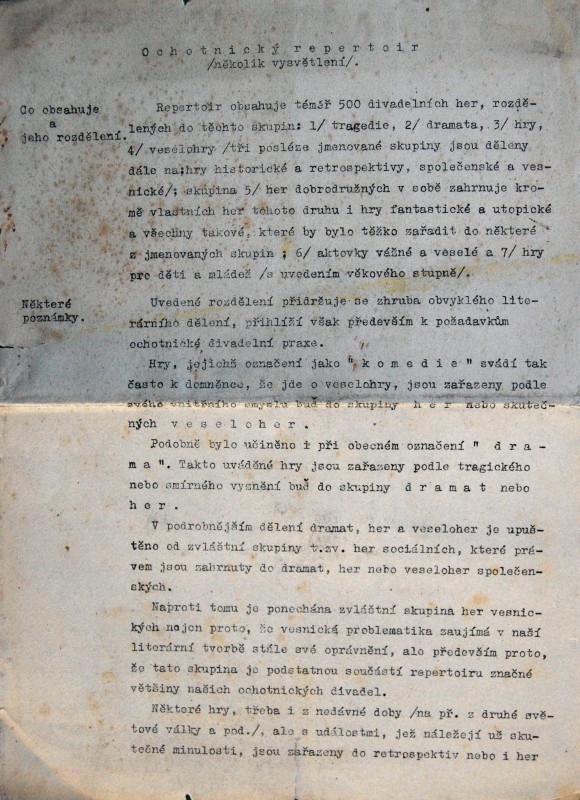 O c h o t n i c k ý  r e p e r t o i r
/několik vysvětlení/.
Co obsahuje
a
jeho rozdělení.
Repertoir obsahuje téměř 500 divadelních her, rozdě-
lených do těchto skupin: 1/ tragedie, 2/ dramata, 3/ hry,
4/ veselohry /tři posléze jmenované skupiny jsou děleny
dále na:hry historické a retrospektivy, společenské a ves-
nické/; skupina 5/ her dobrodružných v sobě zahrnuje kro-
mě vlastních her tohoto druhu i hry fantastické a utopické
a všechny takové, které by bylo těžko zařadit do některé
z jmenovaných skupin ; 6/ aktovky vážné a veselé a 7/ hry
pro děti a mládež /s uvedením věkového stupně/.
Některé
poznámky.
Uvedené rozdělení přidržuje se zhruba obvyklého lite-
rárního dělení, přihlíží však především k požadavkům
ochotnické divadelní praxe.
Hry, jejichž označení jako " k o m e d i e " svádí tak
často k domněnce, že jde o veselohry, jsou zařazeny podle
svého vnitřního smyslu buď do skupiny h e r nebo skuteč-
ných v e s e l o h e r .
Podobně bylo učiněno i při obecném označení " d r a -
m a ". Takto uváděné hry jsou zařazeny podle tragického
nebo smírného vyznění buď do skupiny d r a m a t nebo
h e r .
V podrobnějším dělení dramat, her a veseloher je upuš-
těno od zvláštní skupiny t.zv. her sociálních, které prá-
vem jsou zahrnuty do dramat, her nebo veseloher společen-
ských.
Naproti tomu je ponechána zvláštní skupina her vesnic-
kých nejen proto, že vesnická problematika zaujímá v naší
literární tvorbě stále své oprávnění, ale především proto,
že tato skupina je podstatnou součástí repertoiru značné
většiny našich ochotnických divadel.
Některé hry, třeba i z nedávné doby /na př. z druhé svě-
tové války a pod./, ale s událostmi, jež náležejí už sku-
tečné minulosti, jsou zařazeny do retrospektiv nebo i her